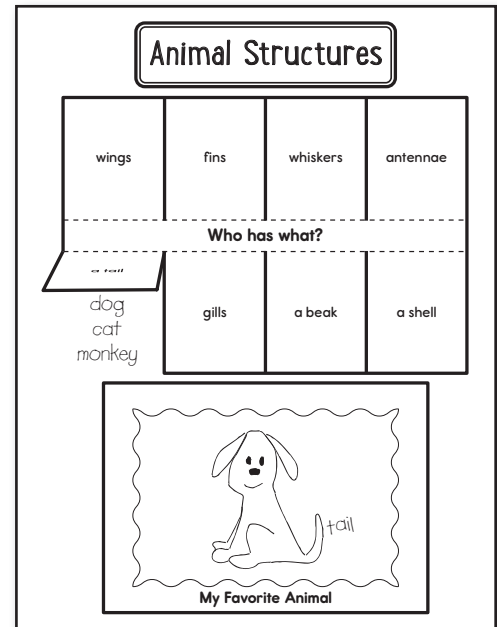 Animal Structures
wings fins whiskers antennae
Who has what?
a tail
gills a beak a shell
dog
cat
monkey
tail
My Favorite Animal